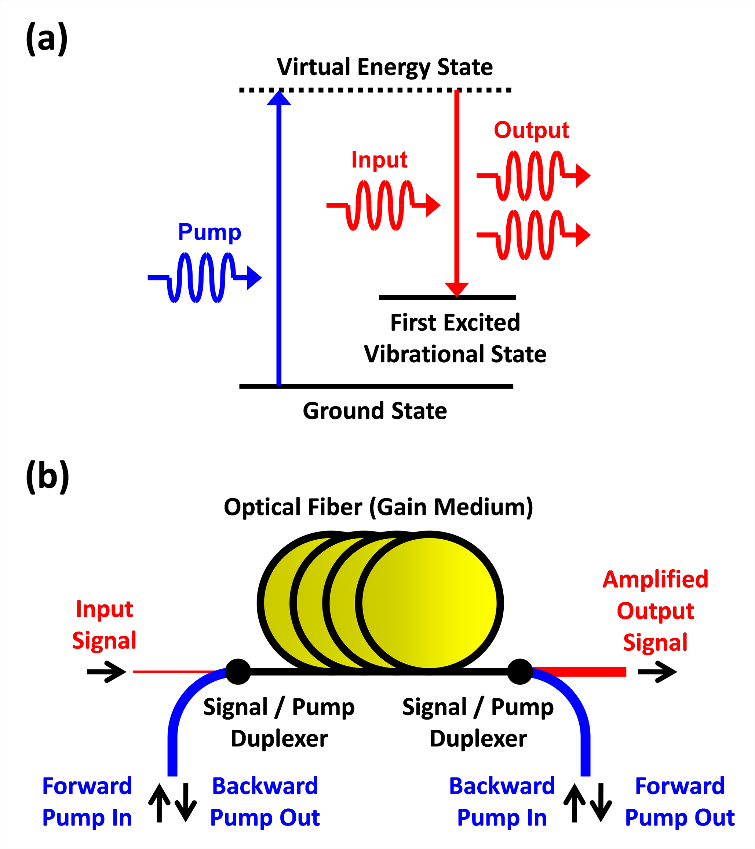 (a)
Virtual Energy State
Output
Input
Pump
First Excited
Vibrational State
Ground State
(b)
Optical Fiber (Gain Medium)
Input
Signal
Amplified
Output
Signal
Signal / Pump
Duplexer
Signal / Pump
Duplexer
Forward
Pump In
Backward
Pump Out
Backward
Pump In
Forward
Pump Out